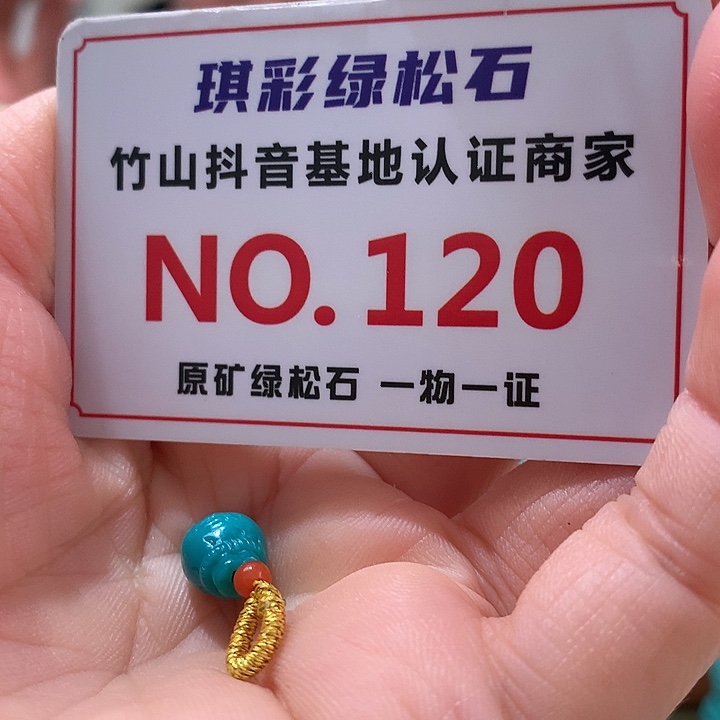 琪彩绿松石
竹山抖音基地认证商家
NO.120
原矿绿松石 一物一证